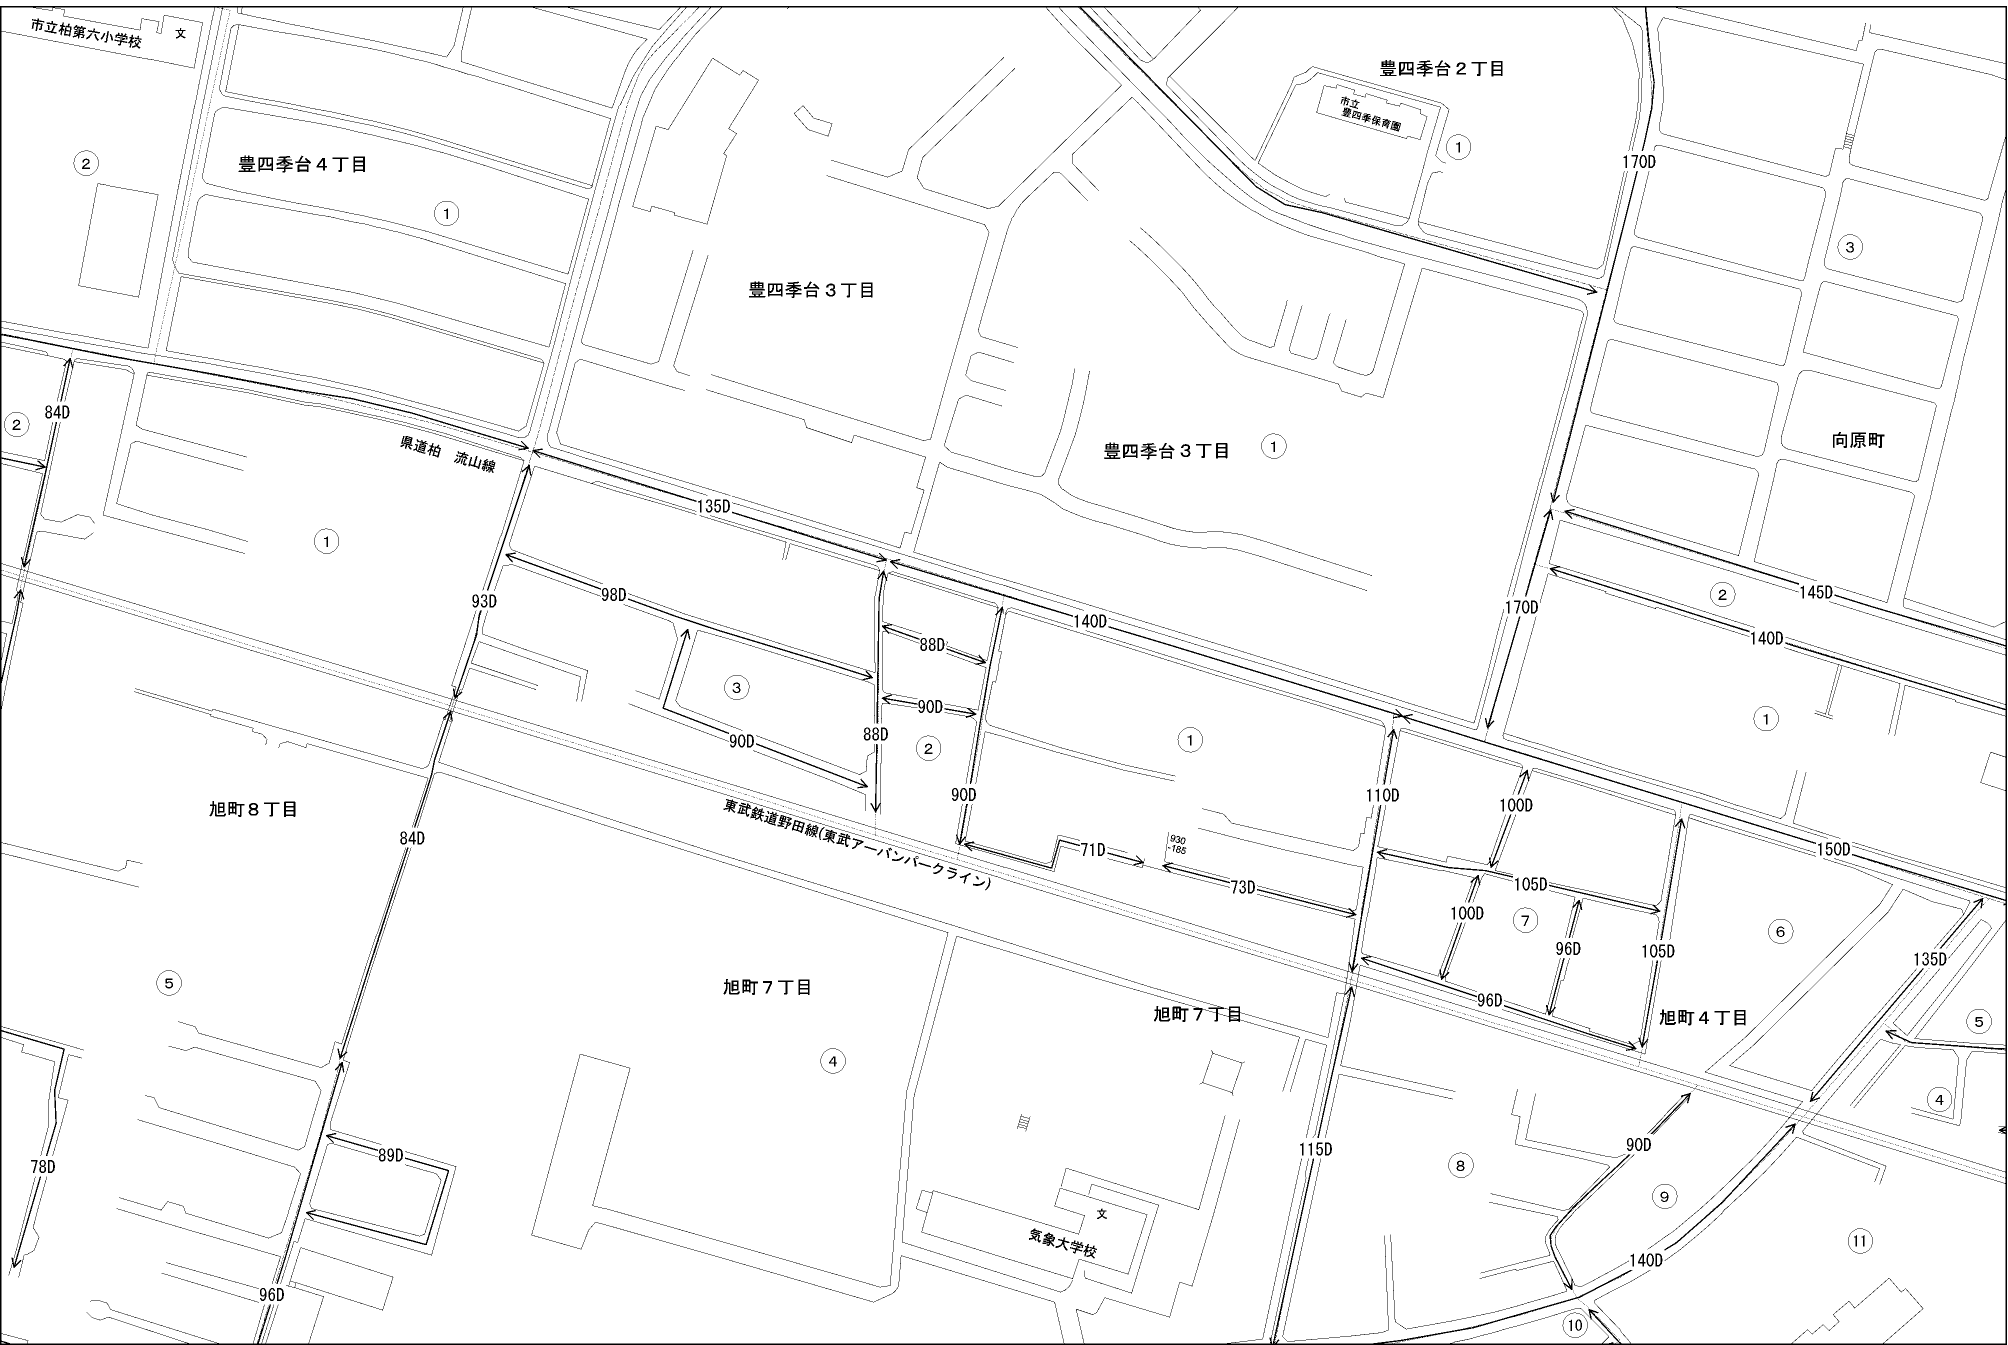 市立柏第六小学校
文
豊四季台２丁目
市立
豊四季保育園
①
②
豊四季台４丁目
①
170D
③
豊四季台３丁目
84D
②
県道柏　流山線
豊四季台３丁目
①
向原町
135D
①
98D
93D
140D
170D
②
145D
88D
140D
③
90D
88D
90D
②
①
①
旭町８丁目
東武鉄道野田線(東武アーバンパークライン)
90D
110D
100D
84D
930
-185
71D
73D
150D
105D
100D
⑦
96D
105D
⑥
135D
⑤
旭町７丁目
旭町７丁目
96D
旭町４丁目
⑤
④
④
78D
89D
115D
90D
⑧
⑨
文
気象大学校
140D
⑪
96D
⑩